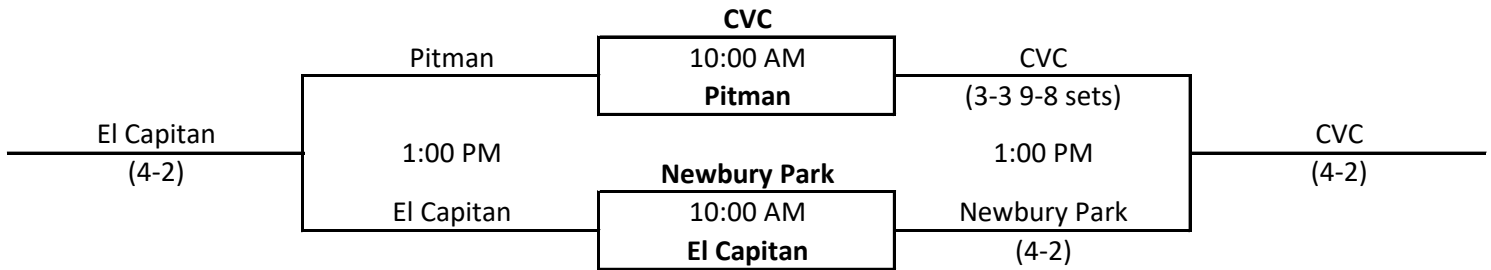 CVC
Pitman 10:00 AM CVC
Pitman (3-3 9-8 sets)
El Capitan CVC
1:00 PM 1:00 PM
(4-2) Newbury Park (4-2)
El Capitan 10:00 AM Newbury Park
El Capitan (4-2)